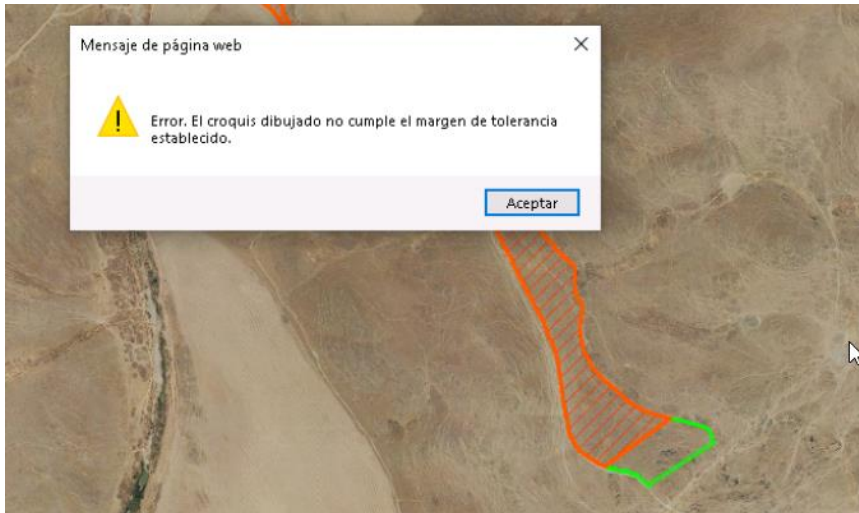 Mensaje de página web
Error. El croquis dibujado no cumple el margen de tolerancia
establecido.
Aceptar